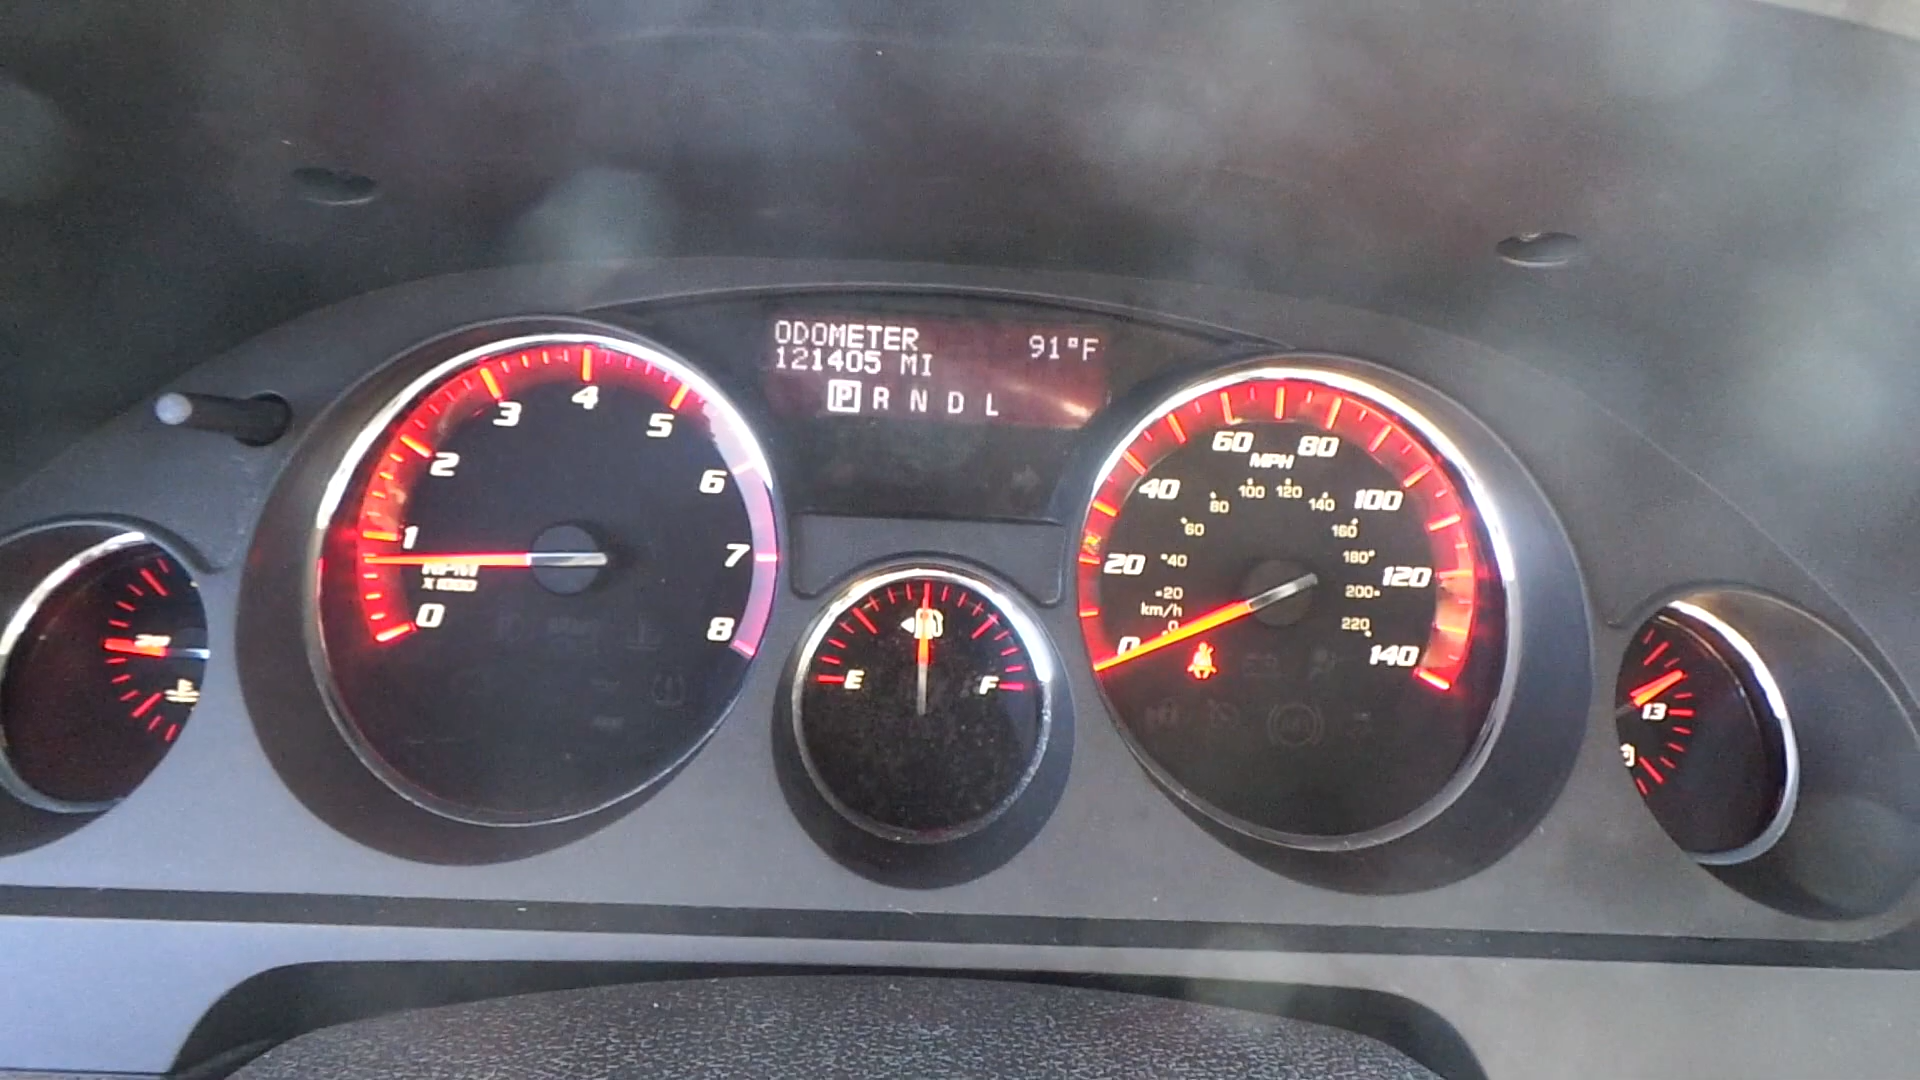 ODOMETER 91°F
121405 MI
P R N D L
0 1 2 3 4 5 6 7 8
RPM
X1000
E F
0 20 40 60 80 100 120 140
MPH
0 20 40 60 80 100 120 140 160 180 200 220
km/h
13